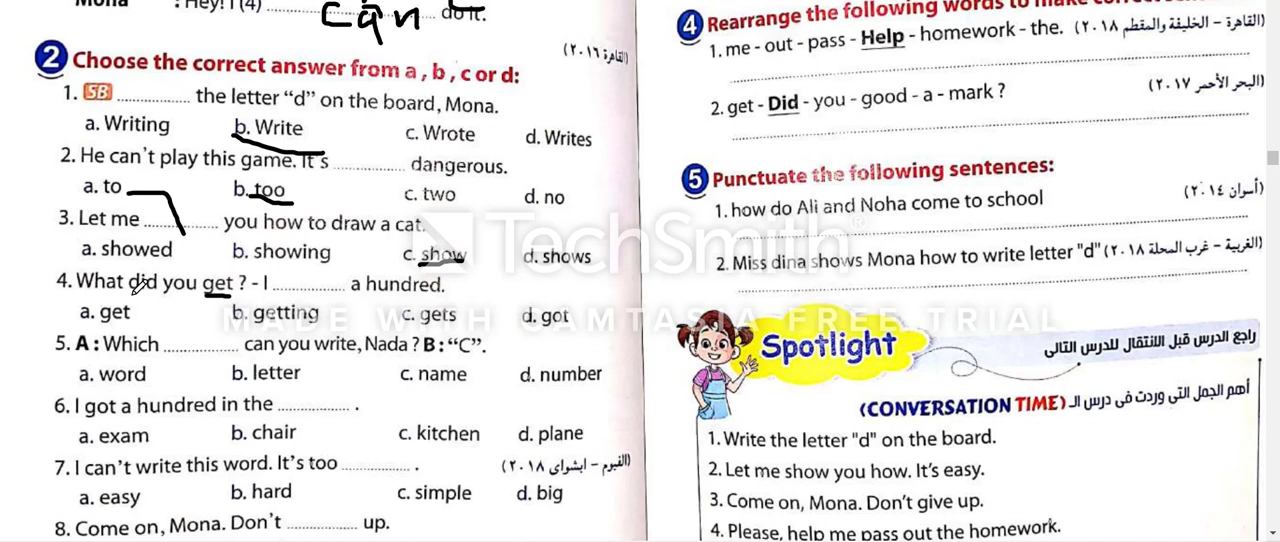 Mona : Hey! I (4) can do it.
2 Choose the correct answer from a , b , c or d: (القاهرة ٢٠١٦)
1. SB ............... the letter “d” on the board, Mona.
a. Writing b. Write c. Wrote d. Writes
2. He can’t play this game. It’s ............... dangerous.
a. to b. too c. two d. no
3. Let me ............... you how to draw a cat.
a. showed b. showing c. show d. shows
4. What did you get ? - I ............... a hundred.
a. get b. getting c. gets d. got
5. A : Which ............... can you write, Nada ? B : “C”.
a. word b. letter c. name d. number
6. I got a hundred in the ............... .
a. exam b. chair c. kitchen d. plane
7. I can’t write this word. It’s too ............... . (الفيوم – ابشواى ٢٠١٨)
a. easy b. hard c. simple d. big
8. Come on, Mona. Don’t ............... up.
4 Rearrange the following words to make
1. me - out - pass - Help - homework - the. (القاهرة – الخليفة والمقطم ٢٠١٨)
2. get - Did - you - good - a - mark ? (البحر الأحمر ٢٠١٧)
5 Punctuate the following sentences:
1. how do Ali and Noha come to school (أسوان ٢٠١٤)
2. Miss dina shows Mona how to write letter "d" (الغربية – غرب المحلة ٢٠١٨)
TechSmith
MADE WITH CAMTASIA FREE TRIAL
Spotlight
راجع الدرس قبل الانتقال للدرس التالى
أهم الجمل التى وردت فى درس الـ (CONVERSATION TIME)
1. Write the letter "d" on the board.
2. Let me show you how. It’s easy.
3. Come on, Mona. Don’t give up.
4. Please, help me pass out the homework.